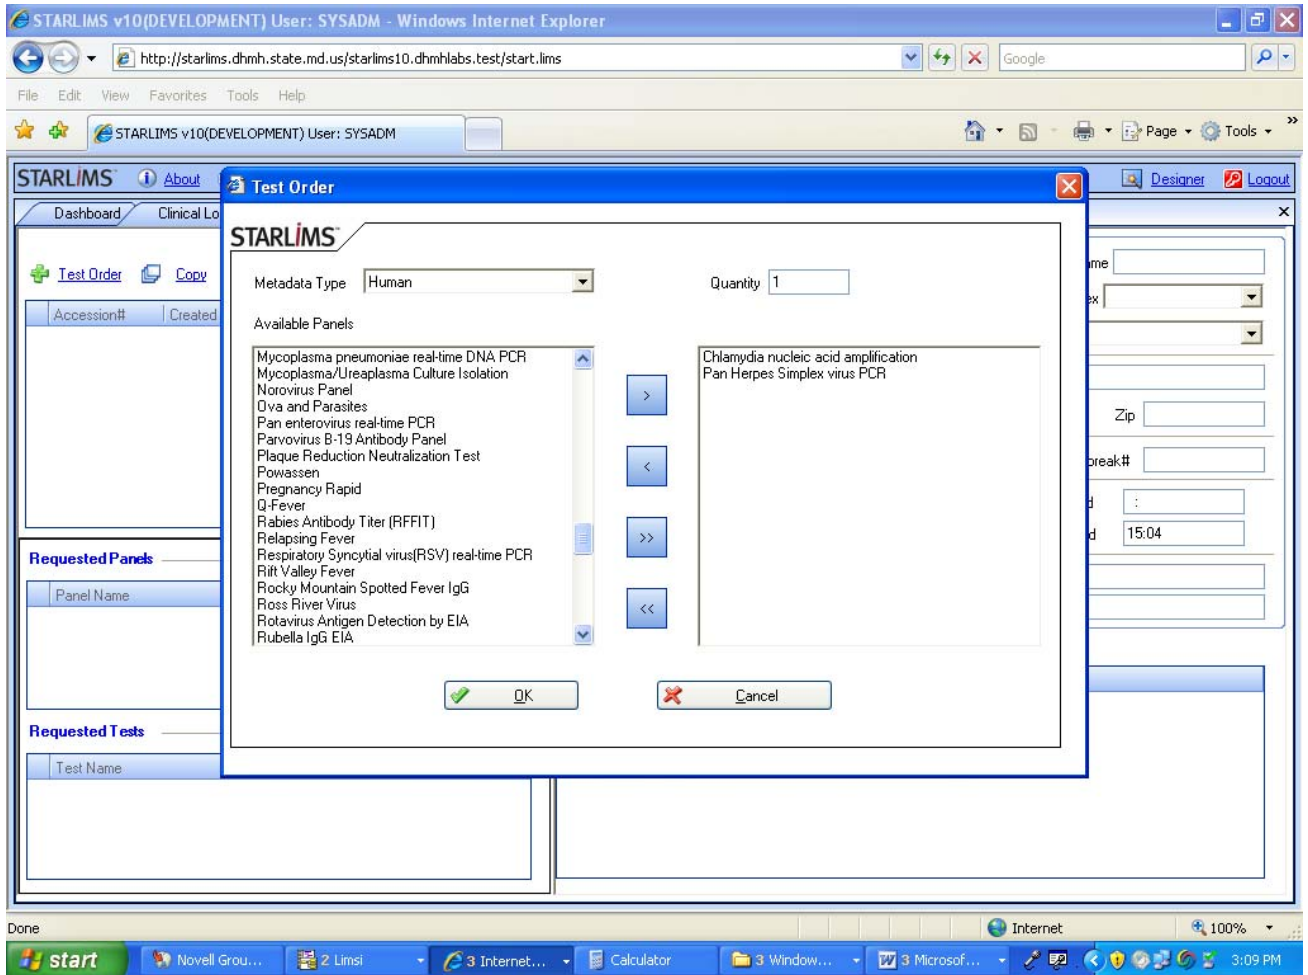 STARLIMS v10(DEVELOPMENT) User: SYSADM - Windows Internet Explorer
http://starlims.dhmh.state.md.us/starlims10.dhmhlabs.test/start.lims
Google
File Edit View Favorites Tools Help
STARLIMS v10(DEVELOPMENT) User: SYSADM
Page Tools
STARLIMS About Designer Logout
Test Order
Dashboard Clinical Lo
STARLIMS
Metadata Type Human Quantity 1
Test Order Copy
Accession# Created
Available Panels
Mycoplasma pneumoniae real-time DNA PCR
Mycoplasma/Ureaplasma Culture Isolation
Norovirus Panel
Ova and Parasites
Pan enterovirus real-time PCR
Parvovirus B-19 Antibody Panel
Plaque Reduction Neutralization Test
Powassen
Pregnancy Rapid
Q-Fever
Rabies Antibody Titer (RFFIT)
Relapsing Fever
Respiratory Syncytial virus(RSV) real-time PCR
Rift Valley Fever
Rocky Mountain Spotted Fever IgG
Ross River Virus
Rotavirus Antigen Detection by EIA
Rubella IgG EIA
>
<
>>
<<
Chlamydia nucleic acid amplification
Pan Herpes Simplex virus PCR
OK Cancel
ame
ex
Zip
break#
d :
d 15:04
Requested Panels
Panel Name
Requested Tests
Test Name
Done Internet 100%
start Novell Grou... 2 Limsi 3 Internet... Calculator 3 Window... 3 Microsof... 3:09 PM